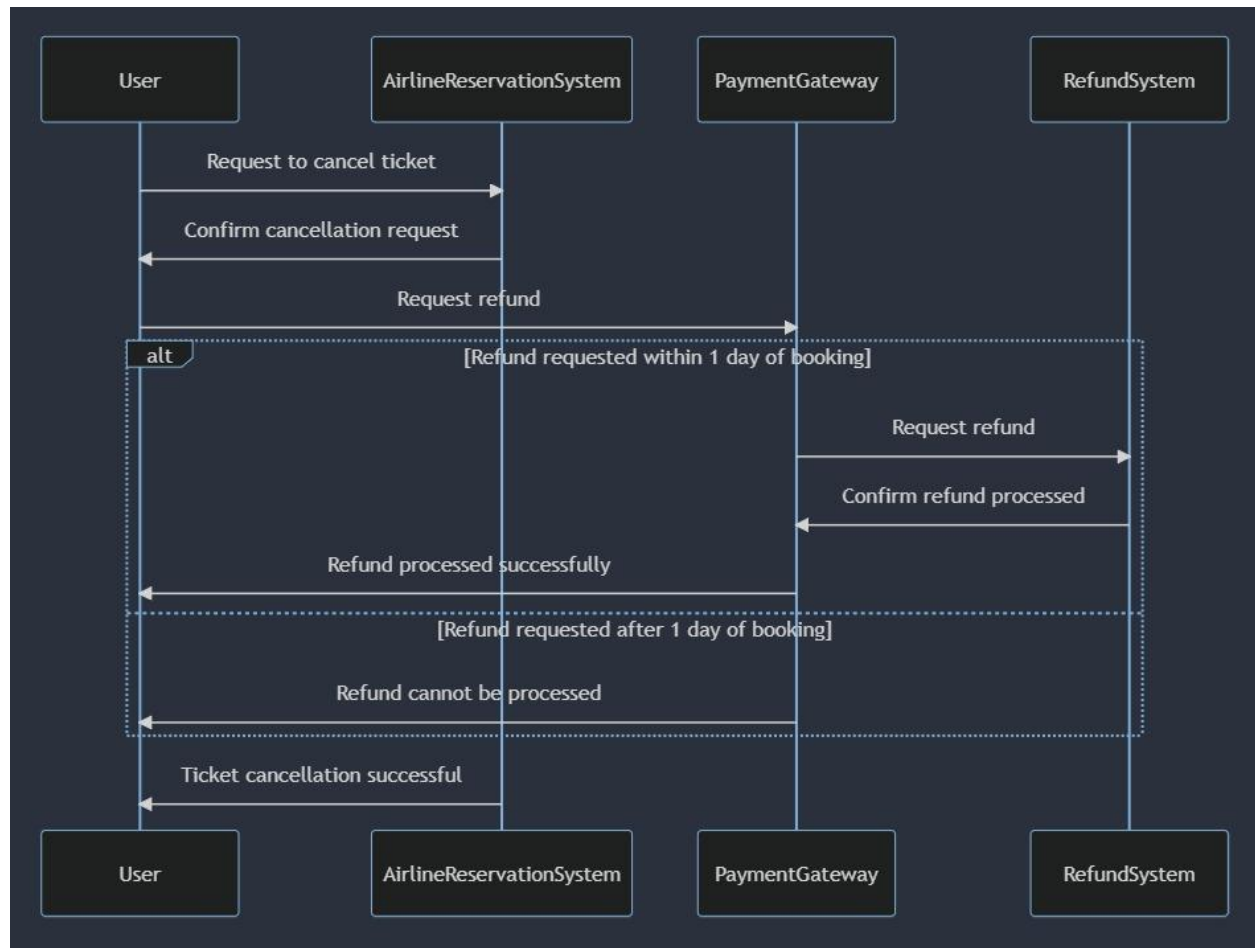 User
AirlineReservationSystem
PaymentGateway
RefundSystem
Request to cancel ticket
Confirm cancellation request
Request refund
alt
[Refund requested within 1 day of booking]
Request refund
Confirm refund processed
Refund processed successfully
[Refund requested after 1 day of booking]
Refund cannot be processed
Ticket cancellation successful
User
AirlineReservationSystem
PaymentGateway
RefundSystem